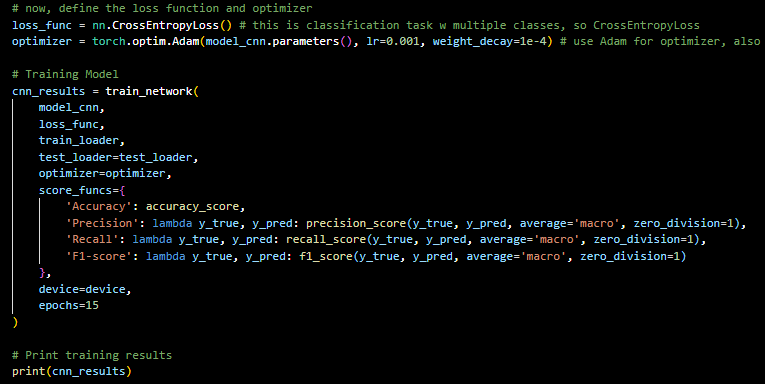 # now, define the loss function and optimizer
loss_func = nn.CrossEntropyLoss() # this is classification task w multiple classes, so CrossEntropyLoss
optimizer = torch.optim.Adam(model_cnn.parameters(), lr=0.001, weight_decay=1e-4) # use Adam for optimizer, also
# Training Model
cnn_results = train_network(
    model_cnn,
    loss_func,
    train_loader,
    test_loader=test_loader,
    optimizer=optimizer,
    score_funcs={
        'Accuracy': accuracy_score,
        'Precision': lambda y_true, y_pred: precision_score(y_true, y_pred, average='macro', zero_division=1),
        'Recall': lambda y_true, y_pred: recall_score(y_true, y_pred, average='macro', zero_division=1),
        'F1-score': lambda y_true, y_pred: f1_score(y_true, y_pred, average='macro', zero_division=1)
    },
    device=device,
    epochs=15
)
# Print training results
print(cnn_results)